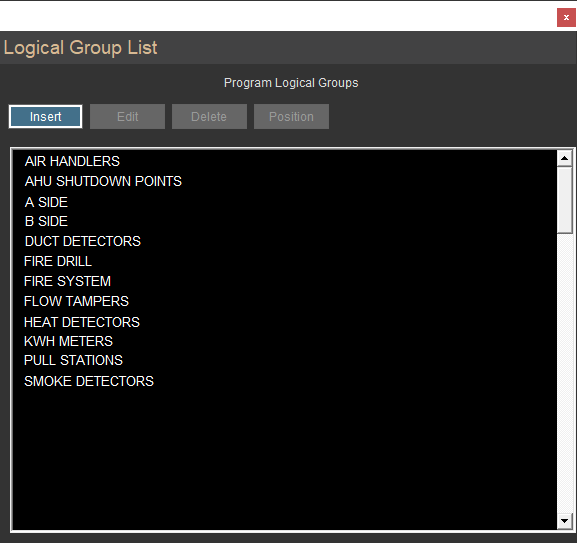 x
Logical Group List
Program Logical Groups
Insert Edit Delete Position
AIR HANDLERS
AHU SHUTDOWN POINTS
A SIDE
B SIDE
DUCT DETECTORS
FIRE DRILL
FIRE SYSTEM
FLOW TAMPERS
HEAT DETECTORS
KWH METERS
PULL STATIONS
SMOKE DETECTORS